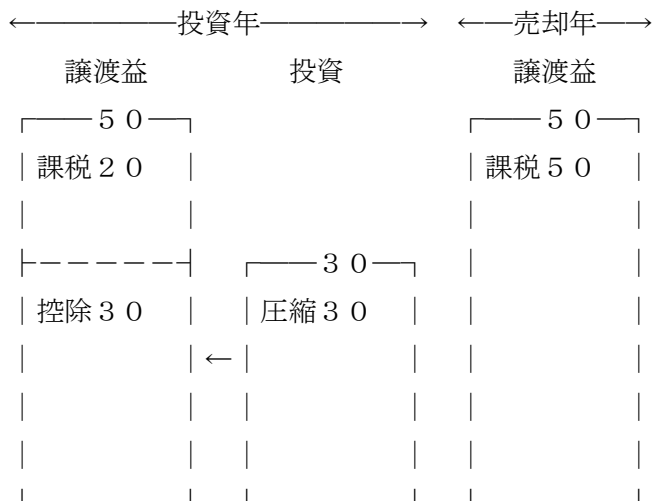 ←―――――投資年―――――→ ←―売却年―→
譲渡益 投資 譲渡益
┌――５０―┐ ┌――５０―┐
｜課税２０ ｜ ｜課税５０ ｜
｜ ｜ ｜ ｜
├－－－－－┤ ┌――３０―┐ ｜ ｜
｜控除３０ ｜ ｜圧縮３０ ｜ ｜ ｜
｜ ｜←｜ ｜ ｜ ｜
｜ ｜ ｜ ｜ ｜ ｜
｜ ｜ ｜ ｜ ｜ ｜
｜ ｜ ｜ ｜ ｜ ｜